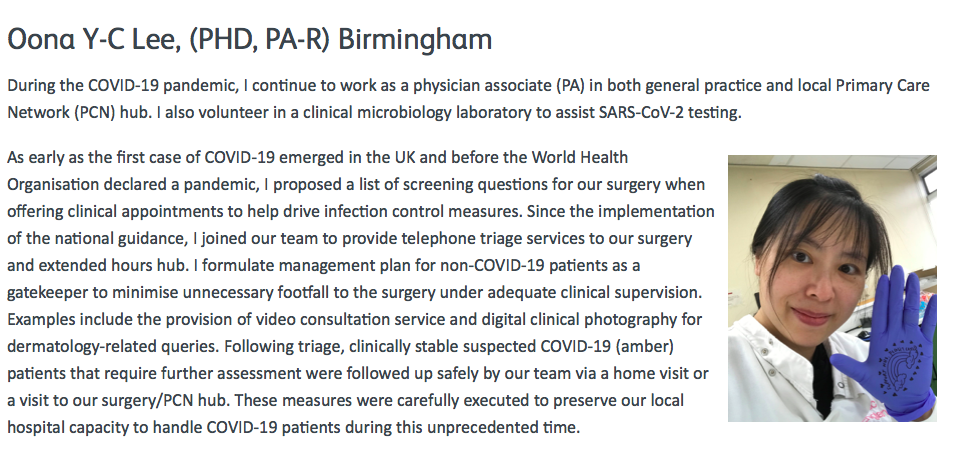 Oona Y-C Lee, (PHD, PA-R) Birmingham
During the COVID-19 pandemic, I continue to work as a physician associate (PA) in both general practice and local Primary Care
Network (PCN) hub. I also volunteer in a clinical microbiology laboratory to assist SARS-CoV-2 testing.
As early as the first case of COVID-19 emerged in the UK and before the World Health
Organisation declared a pandemic, I proposed a list of screening questions for our surgery when
offering clinical appointments to help drive infection control measures. Since the implementation
of the national guidance, I joined our team to provide telephone triage services to our surgery
and extended hours hub. I formulate management plan for non-COVID-19 patients as a
gatekeeper to minimise unnecessary footfall to the surgery under adequate clinical supervision.
Examples include the provision of video consultation service and digital clinical photography for
dermatology-related queries. Following triage, clinically stable suspected COVID-19 (amber)
patients that require further assessment were followed up safely by our team via a home visit or
a visit to our surgery/PCN hub. These measures were carefully executed to preserve our local
hospital capacity to handle COVID-19 patients during this unprecedented time.